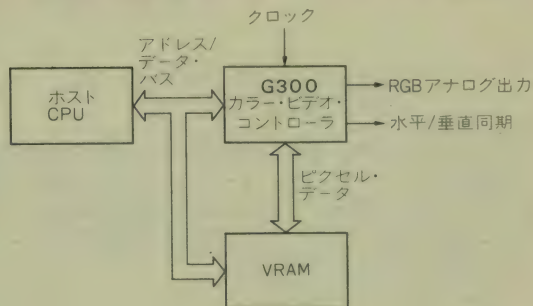 クロック
アドレス/
データ・
バス
ホスト
CPU
G300
カラー・ビデオ・
コントローラ
RGBアナログ出力
水平/垂直同期
ピクセル・
データ
VRAM